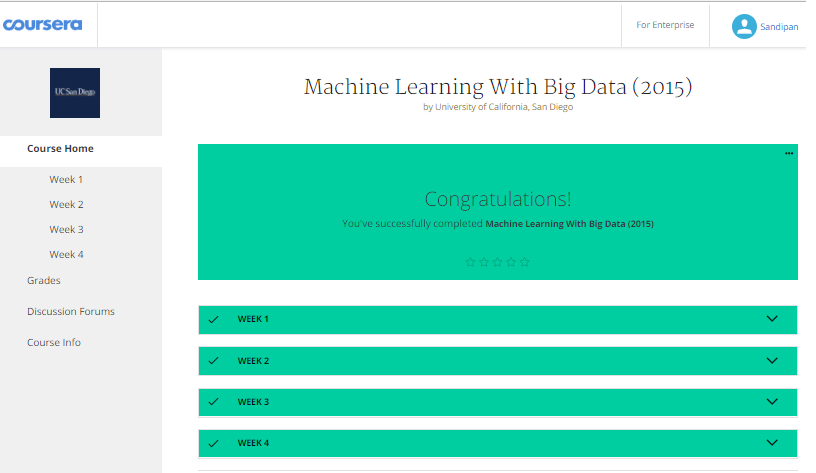 coursera
For Enterprise
Sandipan
UC San Diego
Machine Learning With Big Data (2015)
by University of California, San Diego
Course Home
Week 1
Week 2
Week 3
Week 4
Grades
Discussion Forums
Course Info
Congratulations!
You've successfully completed Machine Learning With Big Data (2015)
WEEK 1
WEEK 2
WEEK 3
WEEK 4